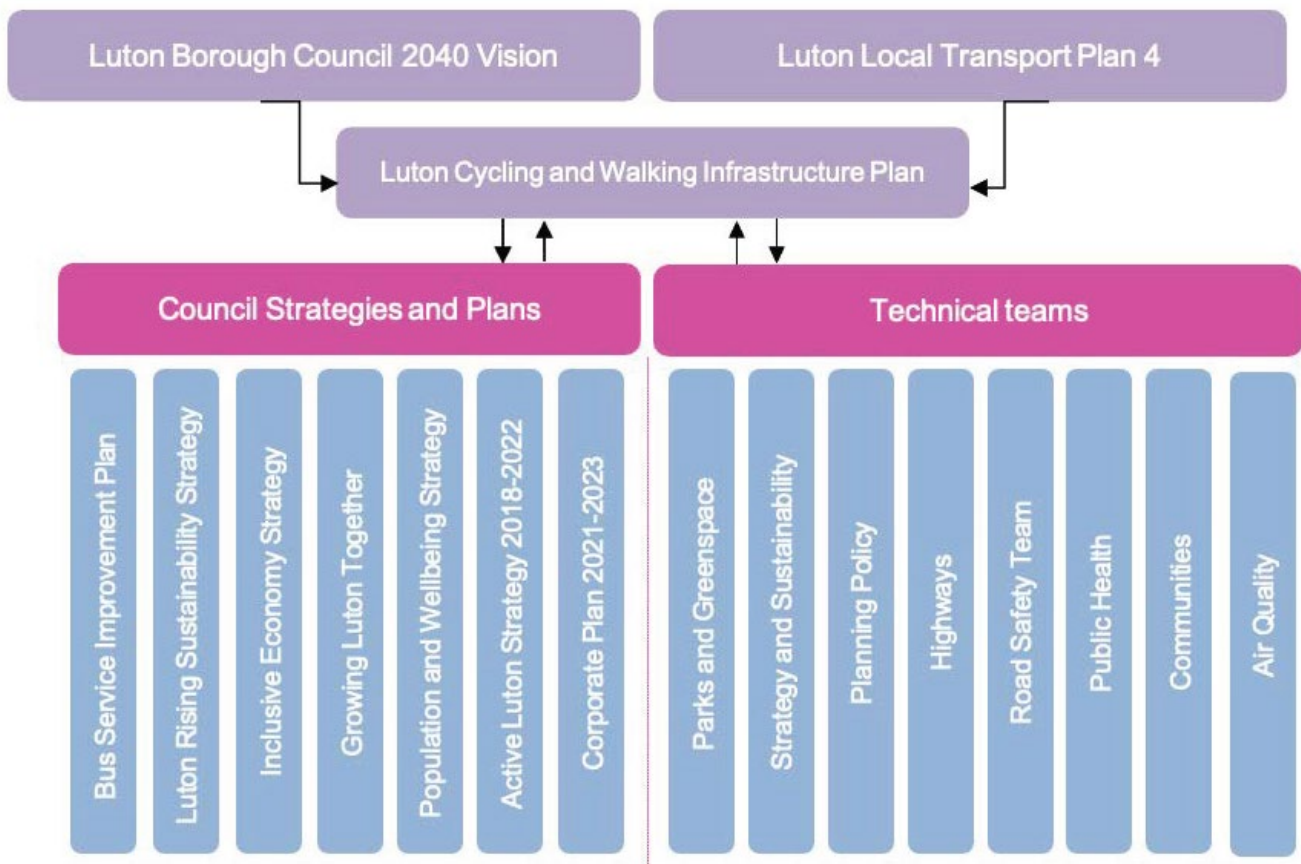 Luton Borough Council 2040 Vision
Luton Local Transport Plan 4
Luton Cycling and Walking Infrastructure Plan
Council Strategies and Plans
Technical teams
Bus Service Improvement Plan
Luton Rising Sustainability Strategy
Inclusive Economy Strategy
Growing Luton Together
Population and Wellbeing Strategy
Active Luton Strategy 2018-2022
Corporate Plan 2021-2023
Parks and Greenspace
Strategy and Sustainability
Planning Policy
Highways
Road Safety Team
Public Health
Communities
Air Quality